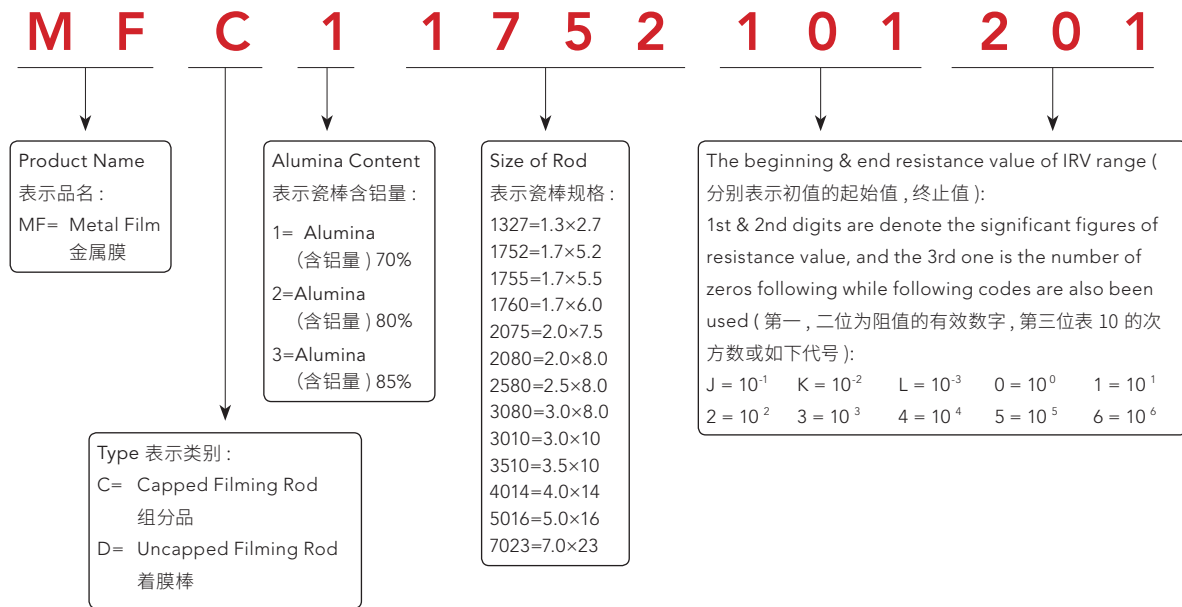 M F C 1 1 7 5 2 1 0 1 2 0 1
Product Name
表示品名 :
MF= Metal Film
金属膜
Type 表示类别 :
C= Capped Filming Rod
组分品
D= Uncapped Filming Rod
着膜棒
Alumina Content
表示瓷棒含铝量 :
1= Alumina
(含铝量 ) 70%
2=Alumina
(含铝量 ) 80%
3=Alumina
(含铝量 ) 85%
Size of Rod
表示瓷棒规格 :
1327=1.3×2.7
1752=1.7×5.2
1755=1.7×5.5
1760=1.7×6.0
2075=2.0×7.5
2080=2.0×8.0
2580=2.5×8.0
3080=3.0×8.0
3010=3.0×10
3510=3.5×10
4014=4.0×14
5016=5.0×16
7023=7.0×23
The beginning & end resistance value of IRV range (
分别表示初值的起始值 , 终止值 ):
1st & 2nd digits are denote the significant figures of
resistance value, and the 3rd one is the number of
zeros following while following codes are also been
used ( 第一 , 二位为阻值的有效数字 , 第三位表 10 的次
方数或如下代号 ):
J = 10⁻¹ K = 10⁻² L = 10⁻³ 0 = 10⁰ 1 = 10¹
2 = 10² 3 = 10³ 4 = 10⁴ 5 = 10⁵ 6 = 10⁶